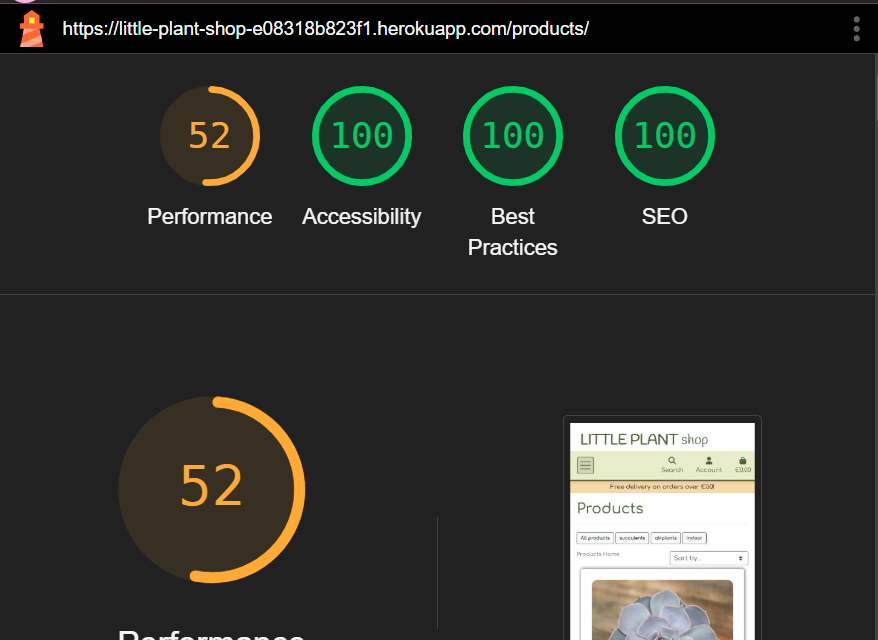 https://little-plant-shop-e08318b823f1.herokuapp.com/products/
52
100
100
100
Performance
Accessibility
Best
Practices
SEO
52
Performance
LITTLE PLANT shop
Search
Account
€0.00
Free delivery on orders over €50!
Products
All products
succulents
airplants
indoor
Products Home
Sort by...